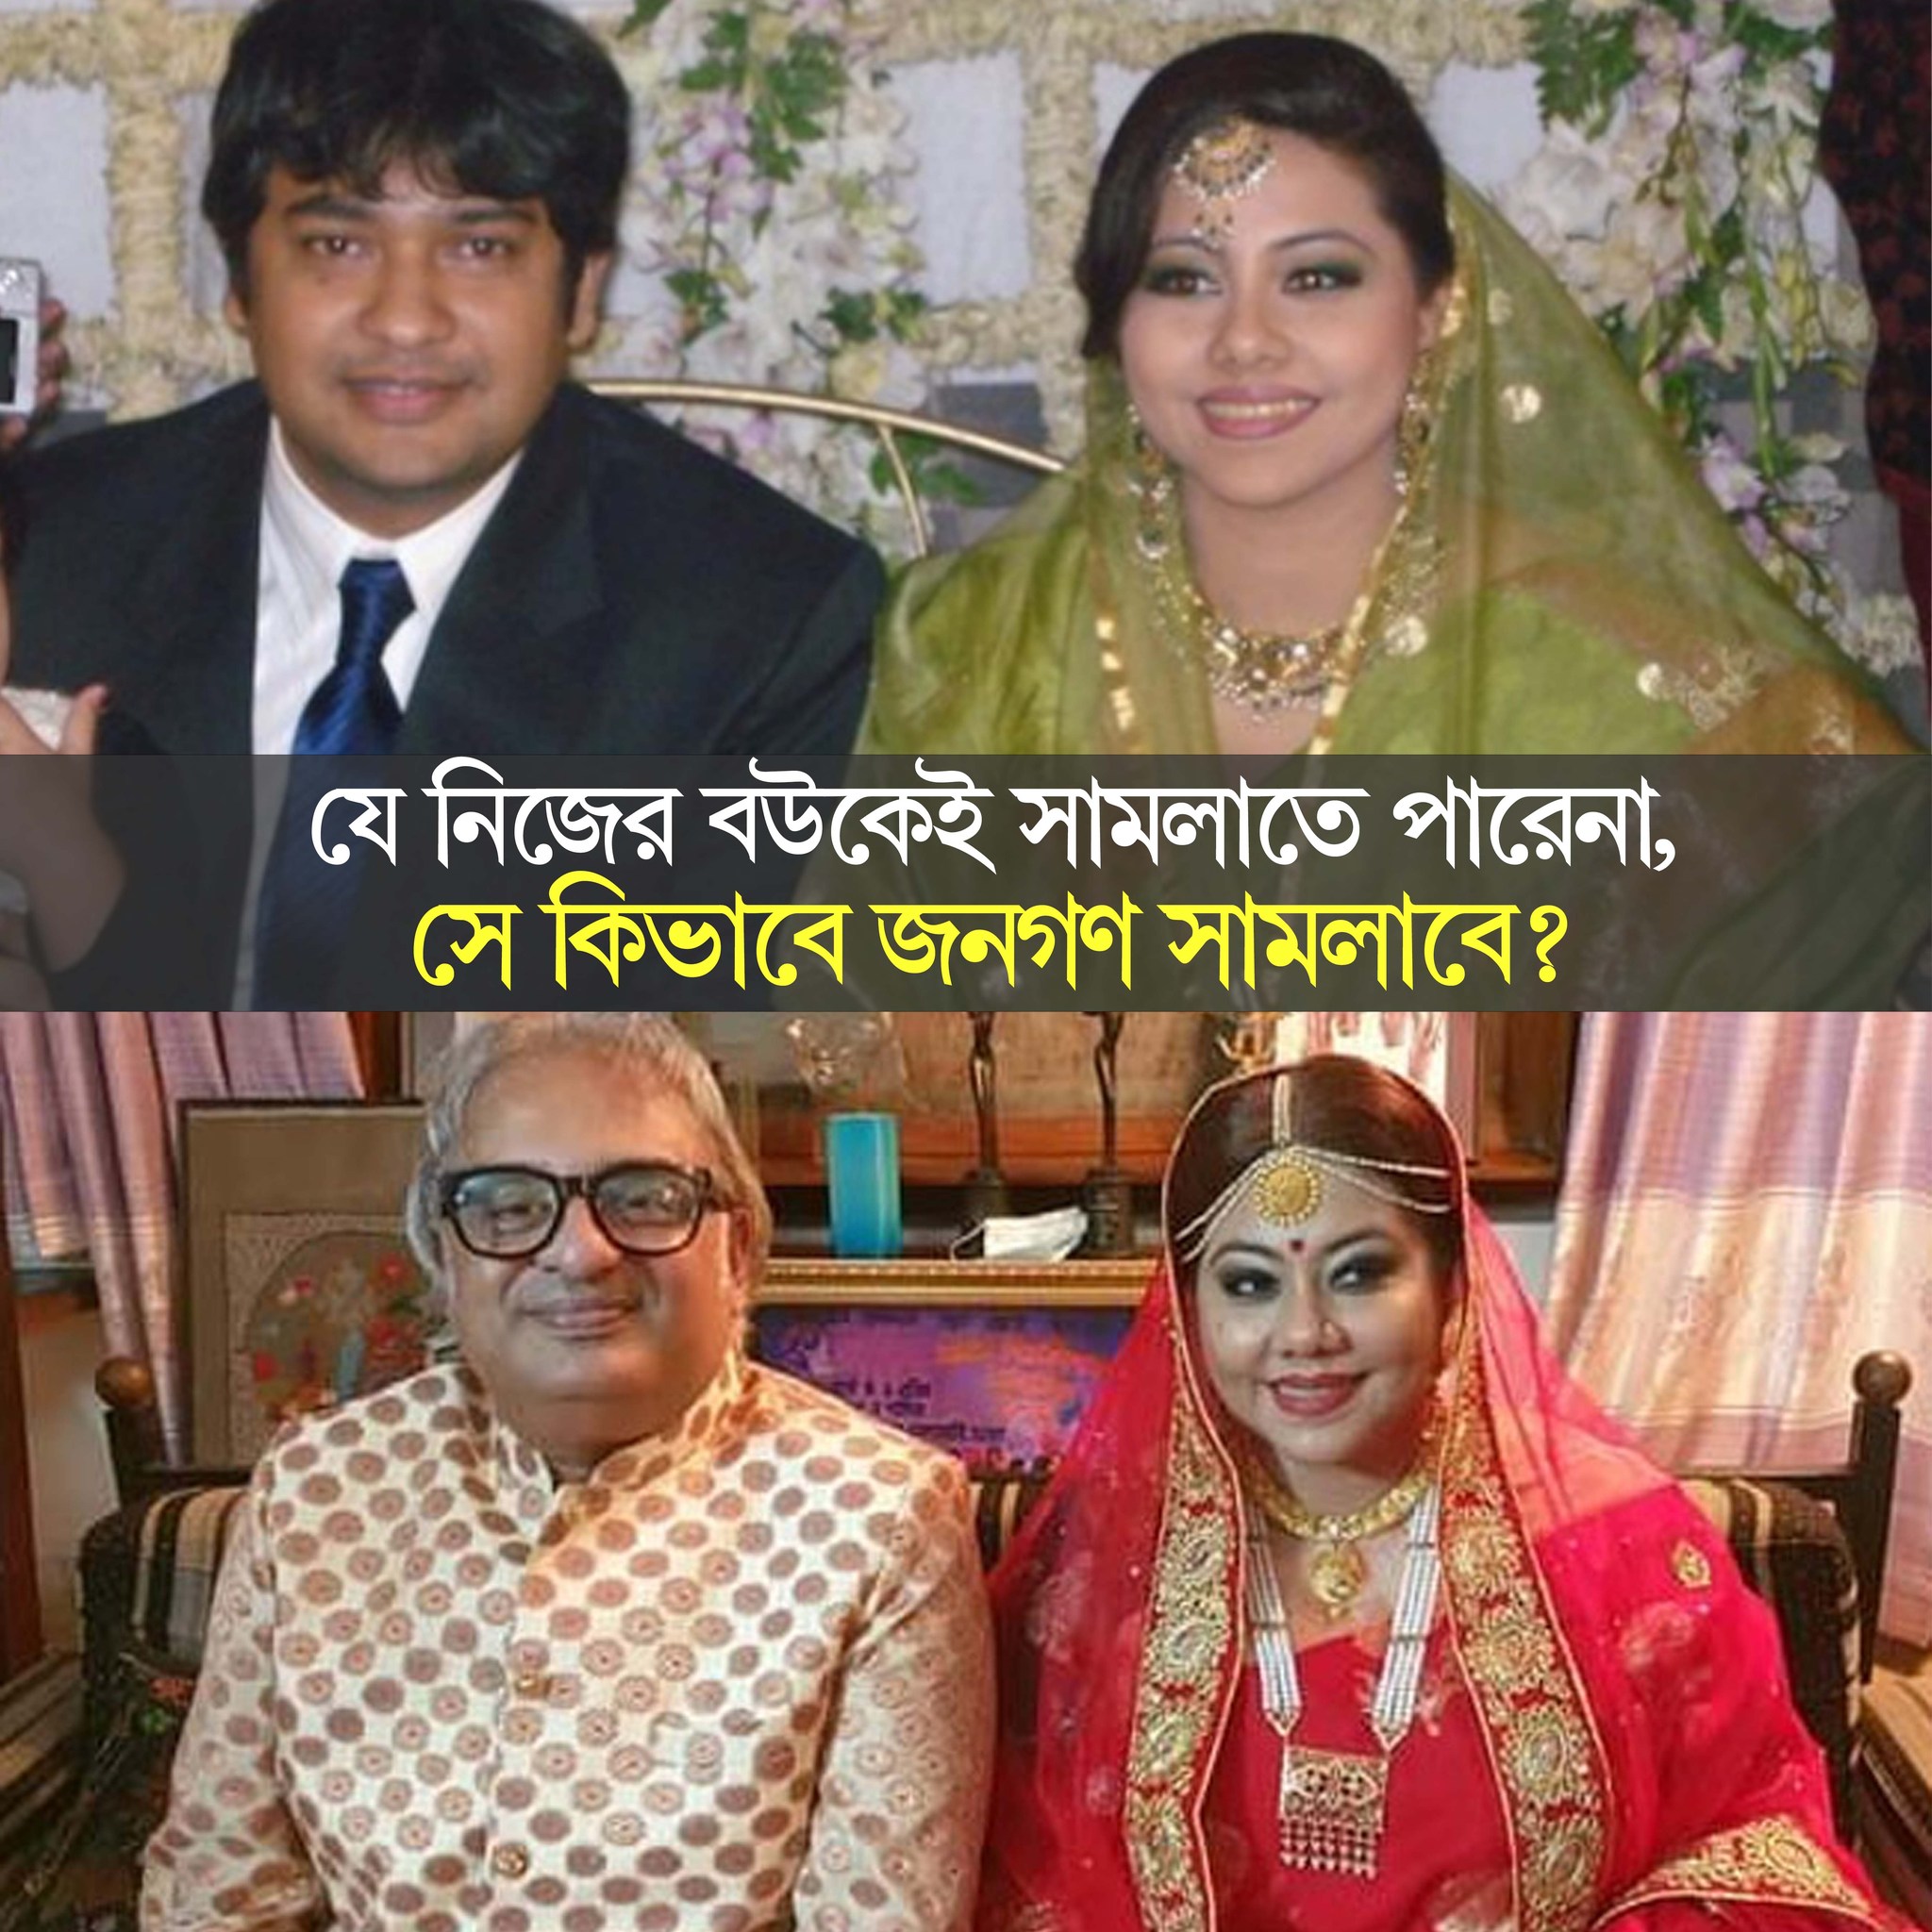 যে নিজের বউকেই সামলাতে পারেনা,
সে কিভাবে জনগণ সামলাবে?